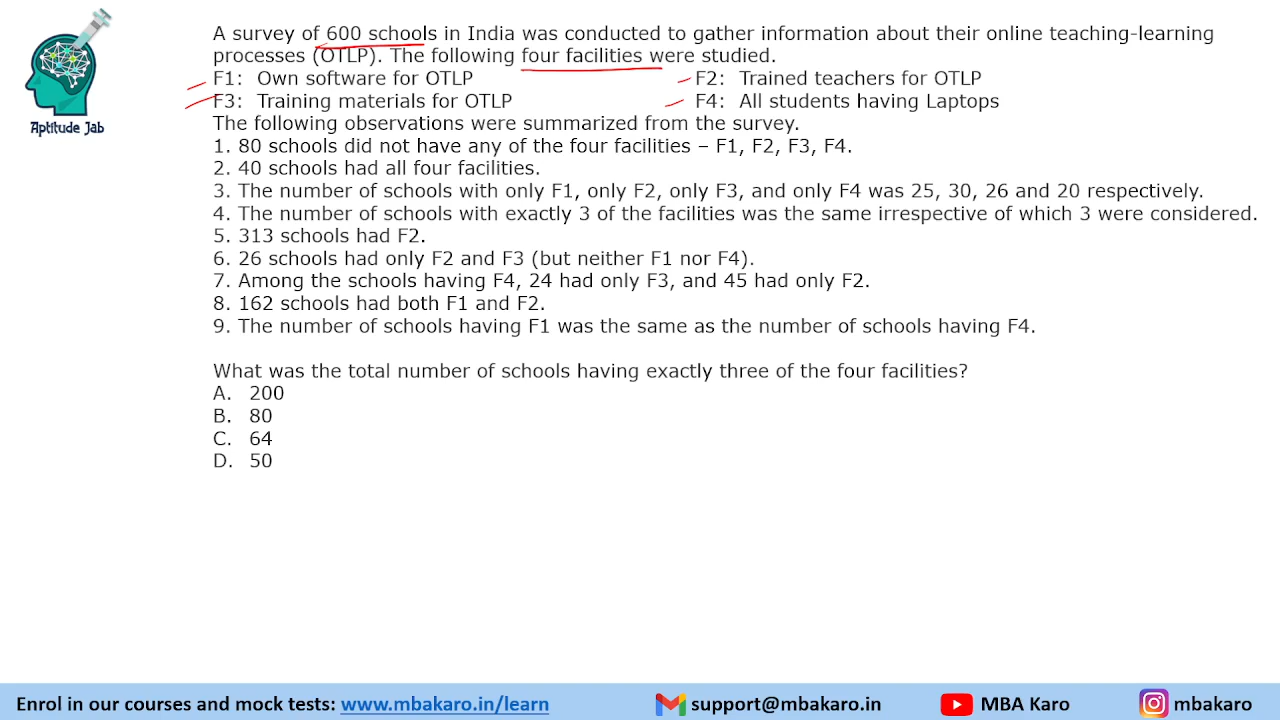 A survey of 600 schools in India was conducted to gather information about their online teaching-learning
processes (OTLP). The following four facilities were studied.
F1: Own software for OTLP F2: Trained teachers for OTLP
F3: Training materials for OTLP F4: All students having Laptops
Aptitude Jab
The following observations were summarized from the survey.
1. 80 schools did not have any of the four facilities – F1, F2, F3, F4.
2. 40 schools had all four facilities.
3. The number of schools with only F1, only F2, only F3, and only F4 was 25, 30, 26 and 20 respectively.
4. The number of schools with exactly 3 of the facilities was the same irrespective of which 3 were considered.
5. 313 schools had F2.
6. 26 schools had only F2 and F3 (but neither F1 nor F4).
7. Among the schools having F4, 24 had only F3, and 45 had only F2.
8. 162 schools had both F1 and F2.
9. The number of schools having F1 was the same as the number of schools having F4.
What was the total number of schools having exactly three of the four facilities?
A. 200
B. 80
C. 64
D. 50
Enrol in our courses and mock tests: www.mbakaro.in/learn support@mbakaro.in MBA Karo mbakaro